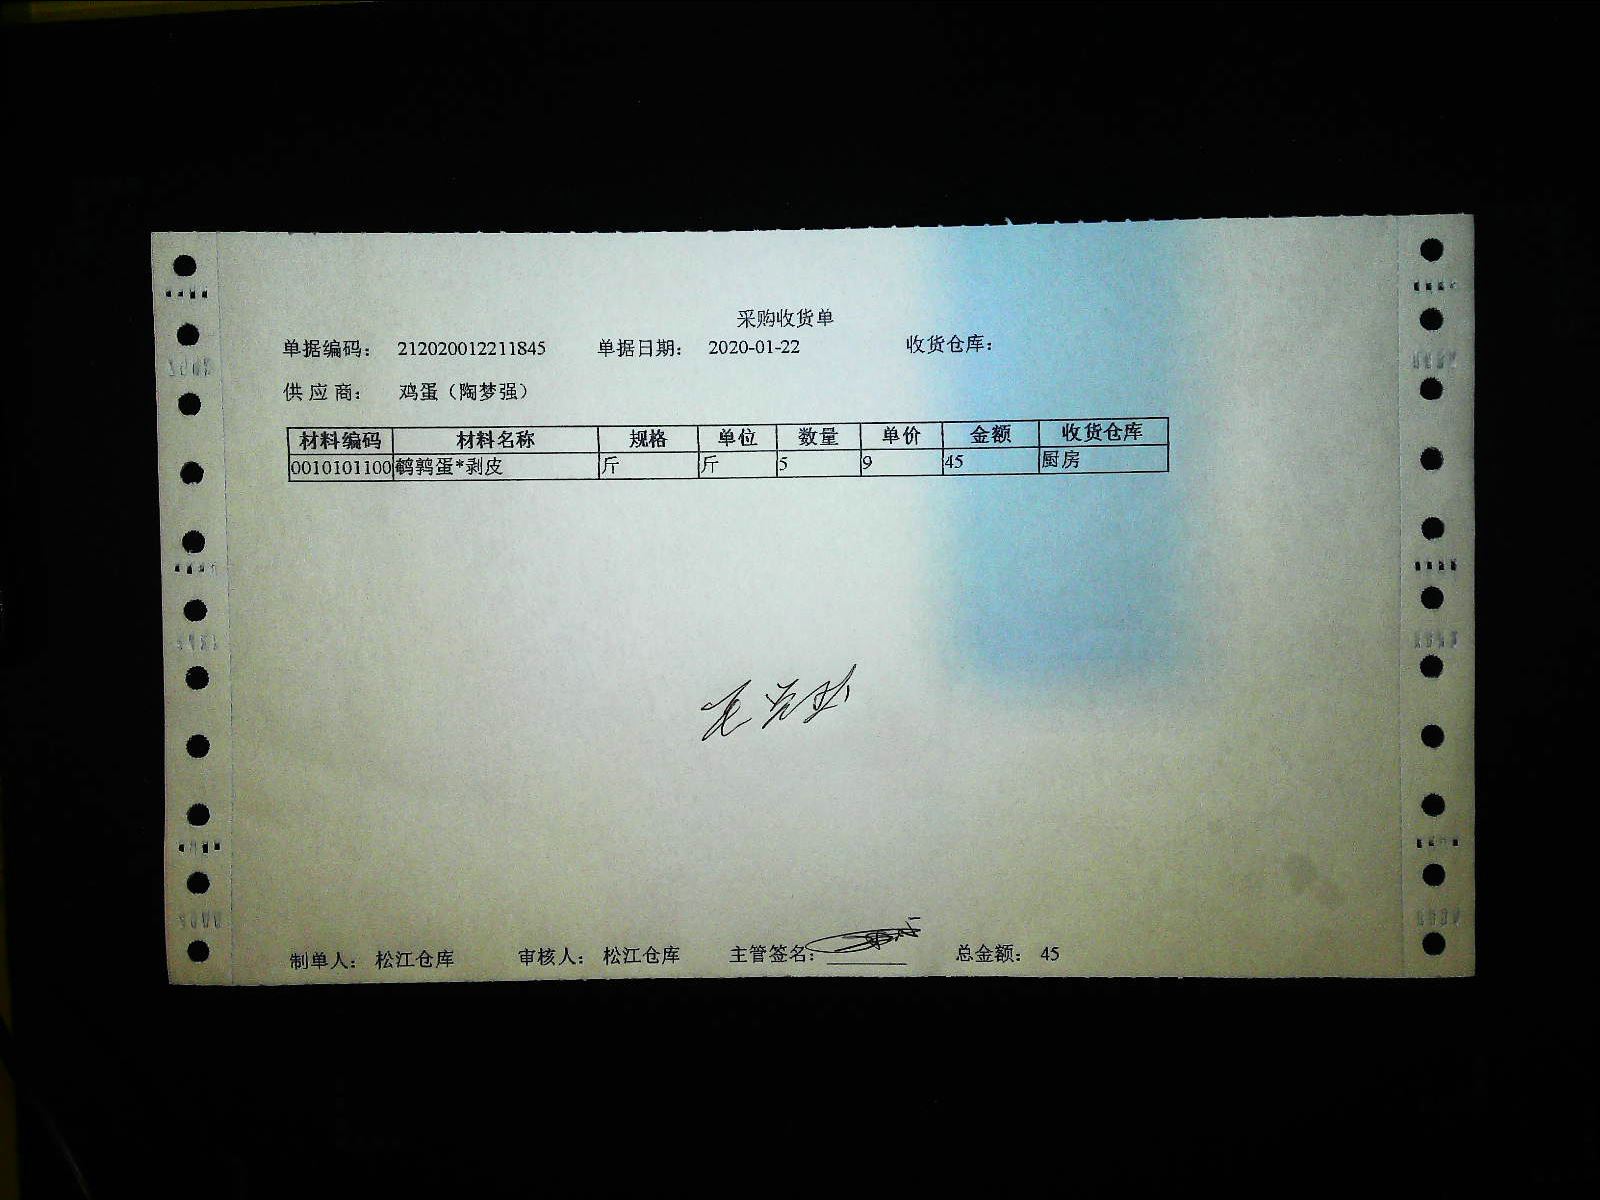 采购收货单
单据编码： 212020012211845 单据日期： 2020-01-22 收货仓库：
供应商： 鸡蛋（陶梦强）
材料编码 材料名称 规格 单位 数量 单价 金额 收货仓库
0010101100 鹌鹑蛋*剥皮 斤 斤 5 9 45 厨房
制单人： 松江仓库 审核人： 松江仓库 主管签名： 总金额： 45